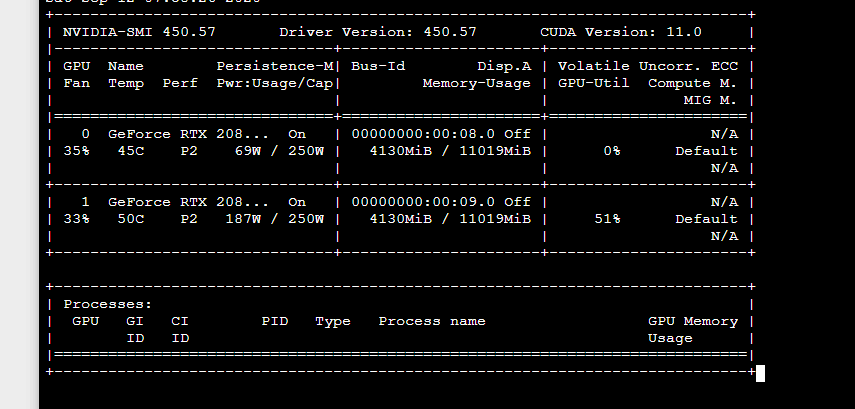 +-----------------------------------------------------------------------------+
| NVIDIA-SMI 450.57       Driver Version: 450.57       CUDA Version: 11.0     |
|-------------------------------+----------------------+----------------------+
| GPU  Name        Persistence-M| Bus-Id        Disp.A | Volatile Uncorr. ECC |
| Fan  Temp  Perf  Pwr:Usage/Cap|         Memory-Usage | GPU-Util  Compute M. |
|                               |                      |               MIG M. |
|===============================+======================+======================|
|   0  GeForce RTX 208...  On   | 00000000:00:08.0 Off |                  N/A |
| 35%   45C    P2    69W / 250W |   4130MiB / 11019MiB |      0%      Default |
|                               |                      |                  N/A |
+-------------------------------+----------------------+----------------------+
|   1  GeForce RTX 208...  On   | 00000000:00:09.0 Off |                  N/A |
| 33%   50C    P2   187W / 250W |   4130MiB / 11019MiB |     51%      Default |
|                               |                      |                  N/A |
+-------------------------------+----------------------+----------------------+
+-----------------------------------------------------------------------------+
| Processes:                                                                  |
|  GPU   GI   CI        PID   Type   Process name                  GPU Memory |
|        ID   ID                                                   Usage      |
|=============================================================================|
+-----------------------------------------------------------------------------+